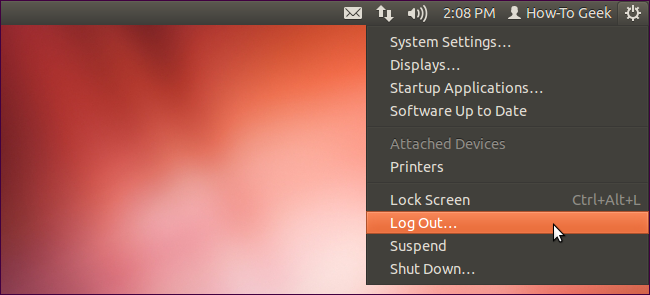 2:08 PM How-To Geek
System Settings...
Displays...
Startup Applications...
Software Up to Date
Attached Devices
Printers
Lock Screen Ctrl+Alt+L
Log Out...
Suspend
Shut Down...